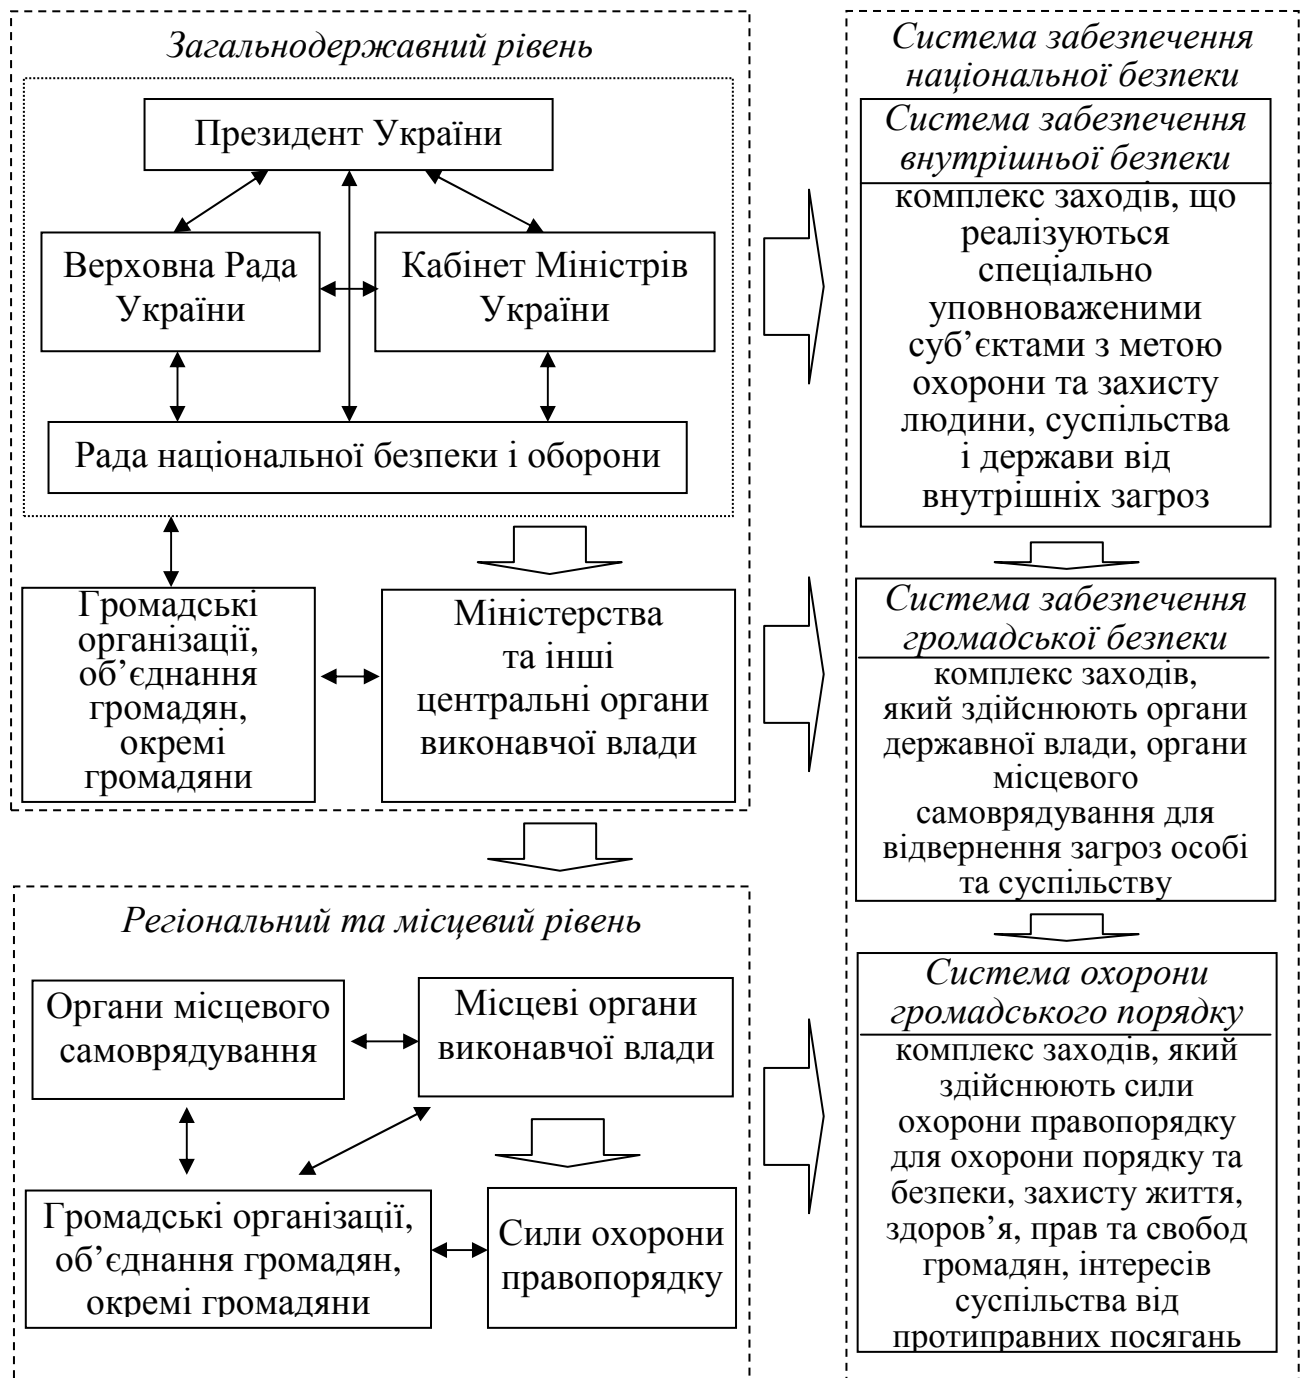 Загальнодержавний рівень
Президент України
Верховна Рада
України
Кабінет Міністрів
України
Рада національної безпеки і оборони
Громадські
організації,
об’єднання
громадян,
окремі
громадяни
Міністерства
та інші
центральні органи
виконавчої влади
Регіональний та місцевий рівень
Органи місцевого
самоврядування
Місцеві органи
виконавчої влади
Громадські організації,
об’єднання громадян,
окремі громадяни
Сили охорони
правопорядку
Система забезпечення
національної безпеки
Система забезпечення
внутрішньої безпеки
комплекс заходів, що
реалізуються
спеціально
уповноваженими
суб’єктами з метою
охорони та захисту
людини, суспільства
і держави від
внутрішніх загроз
Система забезпечення
громадської безпеки
комплекс заходів,
який здійснюють органи
державної влади, органи
місцевого
самоврядування для
відвернення загроз особі
та суспільству
Система охорони
громадського порядку
комплекс заходів, який
здійснюють сили
охорони правопорядку
для охорони порядку та
безпеки, захисту життя,
здоров’я, прав та свобод
громадян, інтересів
суспільства від
протиправних посягань